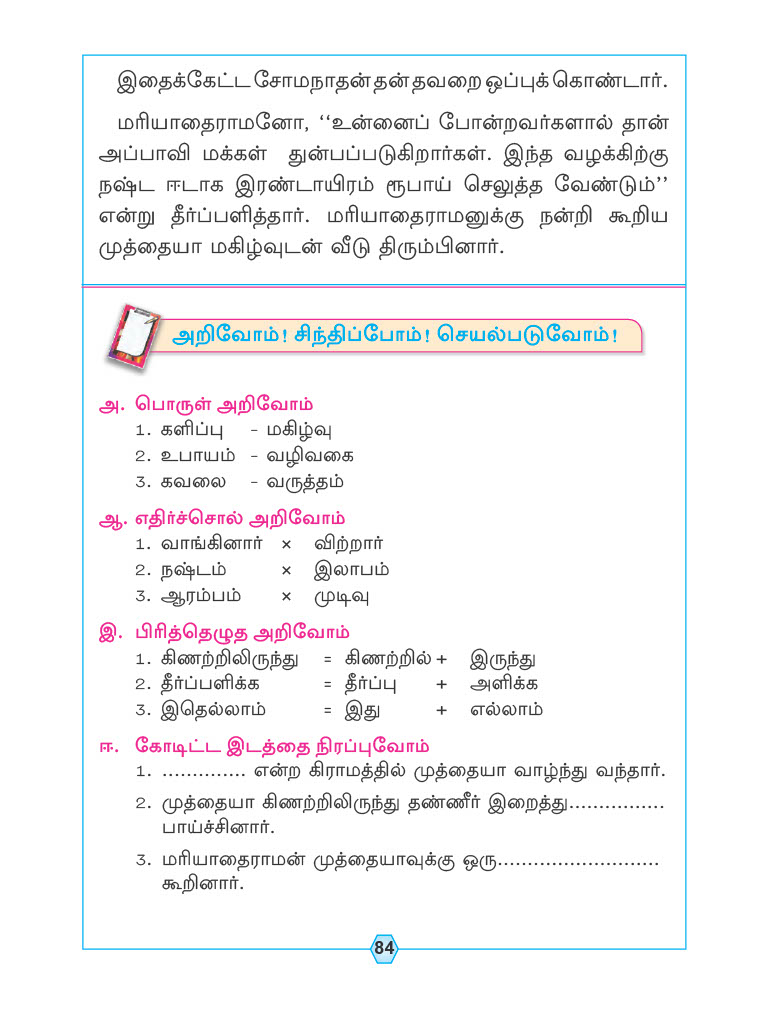 இதைக்கேட்ட சோமநாதன் தன் தவறை ஒப்புக் கொண்டார்.
மரியாதைராமனோ, ‘‘உன்னைப் போன்றவர்களால் தான்
அப்பாவி மக்கள் துன்பப்படுகிறார்கள். இந்த வழக்கிற்கு
நஷ்ட ஈடாக இரண்டாயிரம் ரூபாய் செலுத்த வேண்டும்’’
என்று தீர்ப்பளித்தார். மரியாதைராமனுக்கு நன்றி கூறிய
முத்தையா மகிழ்வுடன் வீடு திரும்பினார்.
அறிவோம்! சிந்திப்போம்! செயல்படுவோம்!
அ. பொருள் அறிவோம்
1. களிப்பு - மகிழ்வு
2. உபாயம் - வழிவகை
3. கவலை - வருத்தம்
ஆ. எதிர்ச்சொல் அறிவோம்
1. வாங்கினார் × விற்றார்
2. நஷ்டம் × இலாபம்
3. ஆரம்பம் × முடிவு
இ. பிரித்தெழுத அறிவோம்
1. கிணற்றிலிருந்து = கிணற்றில் + இருந்து
2. தீர்ப்பளிக்க = தீர்ப்பு + அளிக்க
3. இதெல்லாம் = இது + எல்லாம்
ஈ. கோடிட்ட இடத்தை நிரப்புவோம்
1. .............. என்ற கிராமத்தில் முத்தையா வாழ்ந்து வந்தார்.
2. முத்தையா கிணற்றிலிருந்து தண்ணீர் இறைத்து................
பாய்ச்சினார்.
3. மரியாதைராமன் முத்தையாவுக்கு ஒரு...........................
கூறினார்.
84